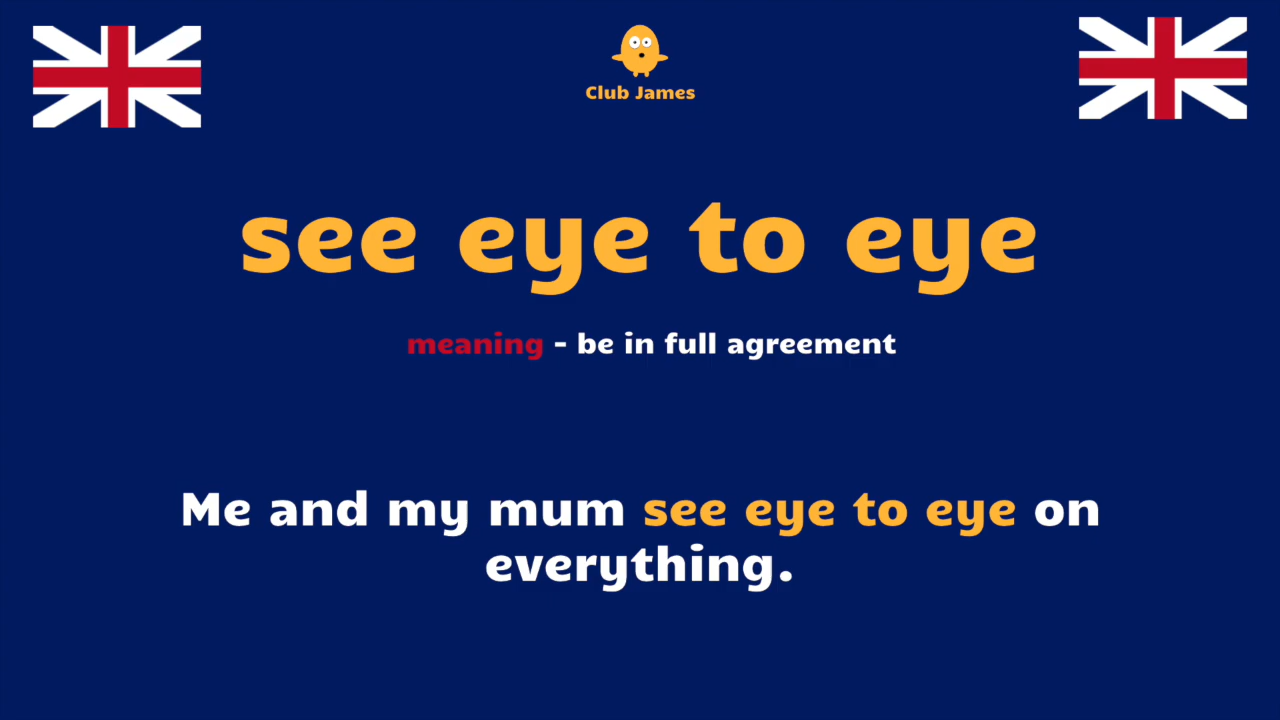 Club James
see eye to eye
meaning - be in full agreement
Me and my mum see eye to eye on
everything.